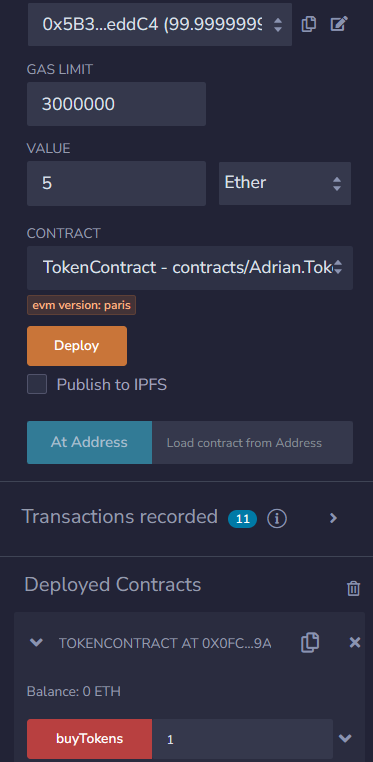 0x5B3...eddC4 (99.9999999
GAS LIMIT
3000000
VALUE
5
Ether
CONTRACT
TokenContract - contracts/Adrian.Tok
evm version: paris
Deploy
Publish to IPFS
At Address
Load contract from Address
Transactions recorded 11
Deployed Contracts
TOKENCONTRACT AT 0X0FC...9A
Balance: 0 ETH
buyTokens
1